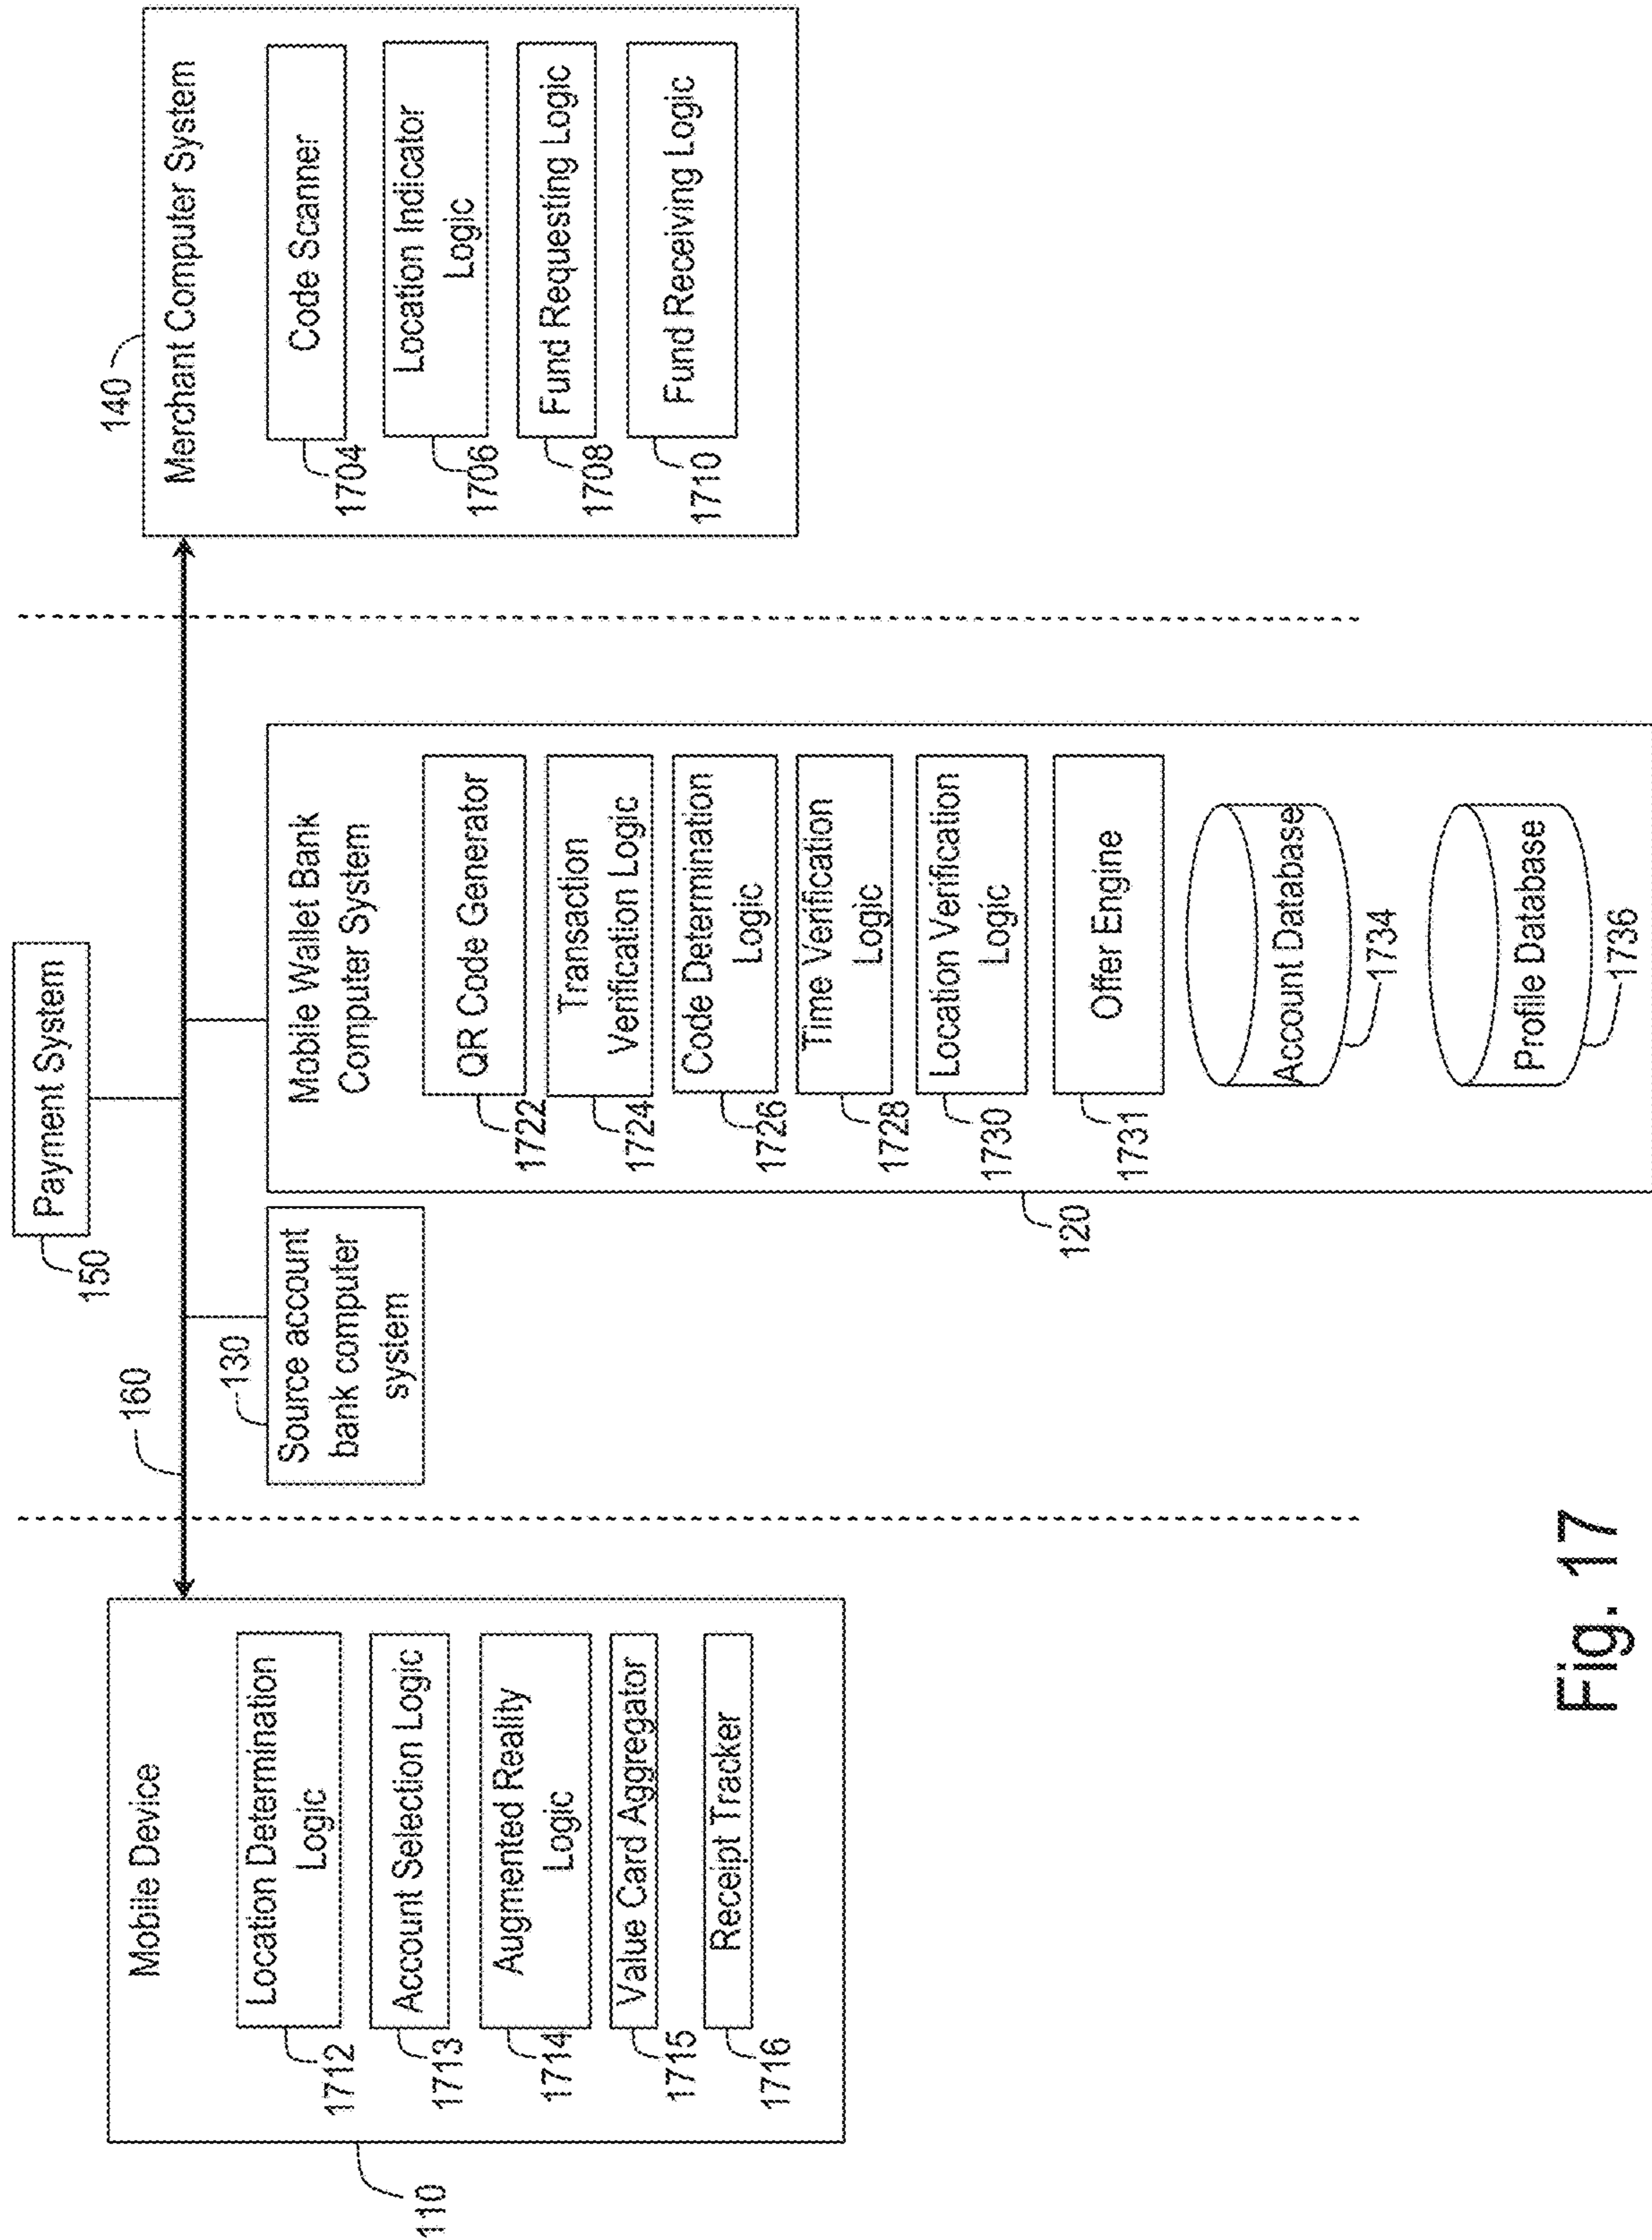 Payment System
150
160
Mobile Device
Location Determination
Logic
1712
Account Selection Logic
1713
Augmented Reality
Logic
1714
Value Card Aggregator
1715
Receipt Tracker
1716
110
130
Source account
bank computer
system
Mobile Wallet Bank
Computer System
QR Code Generator
1722
Transaction
Verification Logic
1724
Code Determination
Logic
1726
Time Verification
Logic
1728
Location Verification
Logic
1730
Offer Engine
1731
Account Database
1734
Profile Database
1736
120
140
Merchant Computer System
Code Scanner
1704
Location Indicator
Logic
1706
Fund Requesting Logic
1708
Fund Receiving Logic
1710
Fig. 17